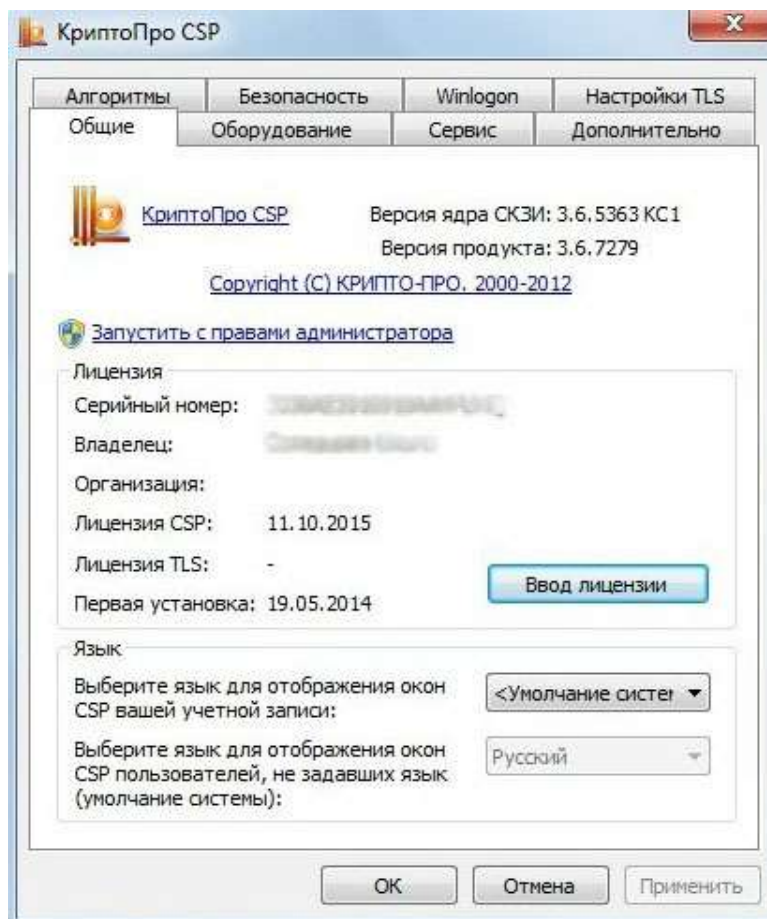 КриптоПро CSP
Алгоритмы Безопасность Winlogon Настройки TLS
Общие Оборудование Сервис Дополнительно
КриптоПро CSP Версия ядра СКЗИ: 3.6.5363 КС1
Версия продукта: 3.6.7279
Copyright (C) КРИПТО-ПРО. 2000-2012
Запустить с правами администратора
Лицензия
Серийный номер:
Владелец:
Организация:
Лицензия CSP: 11.10.2015
Лицензия TLS: -
Ввод лицензии
Первая установка: 19.05.2014
Язык
Выберите язык для отображения окон
CSP вашей учетной записи:
<Умолчание систег
Выберите язык для отображения окон
CSP пользователей, не задавших язык
(умолчание системы):
Русский
ОК Отмена Применить